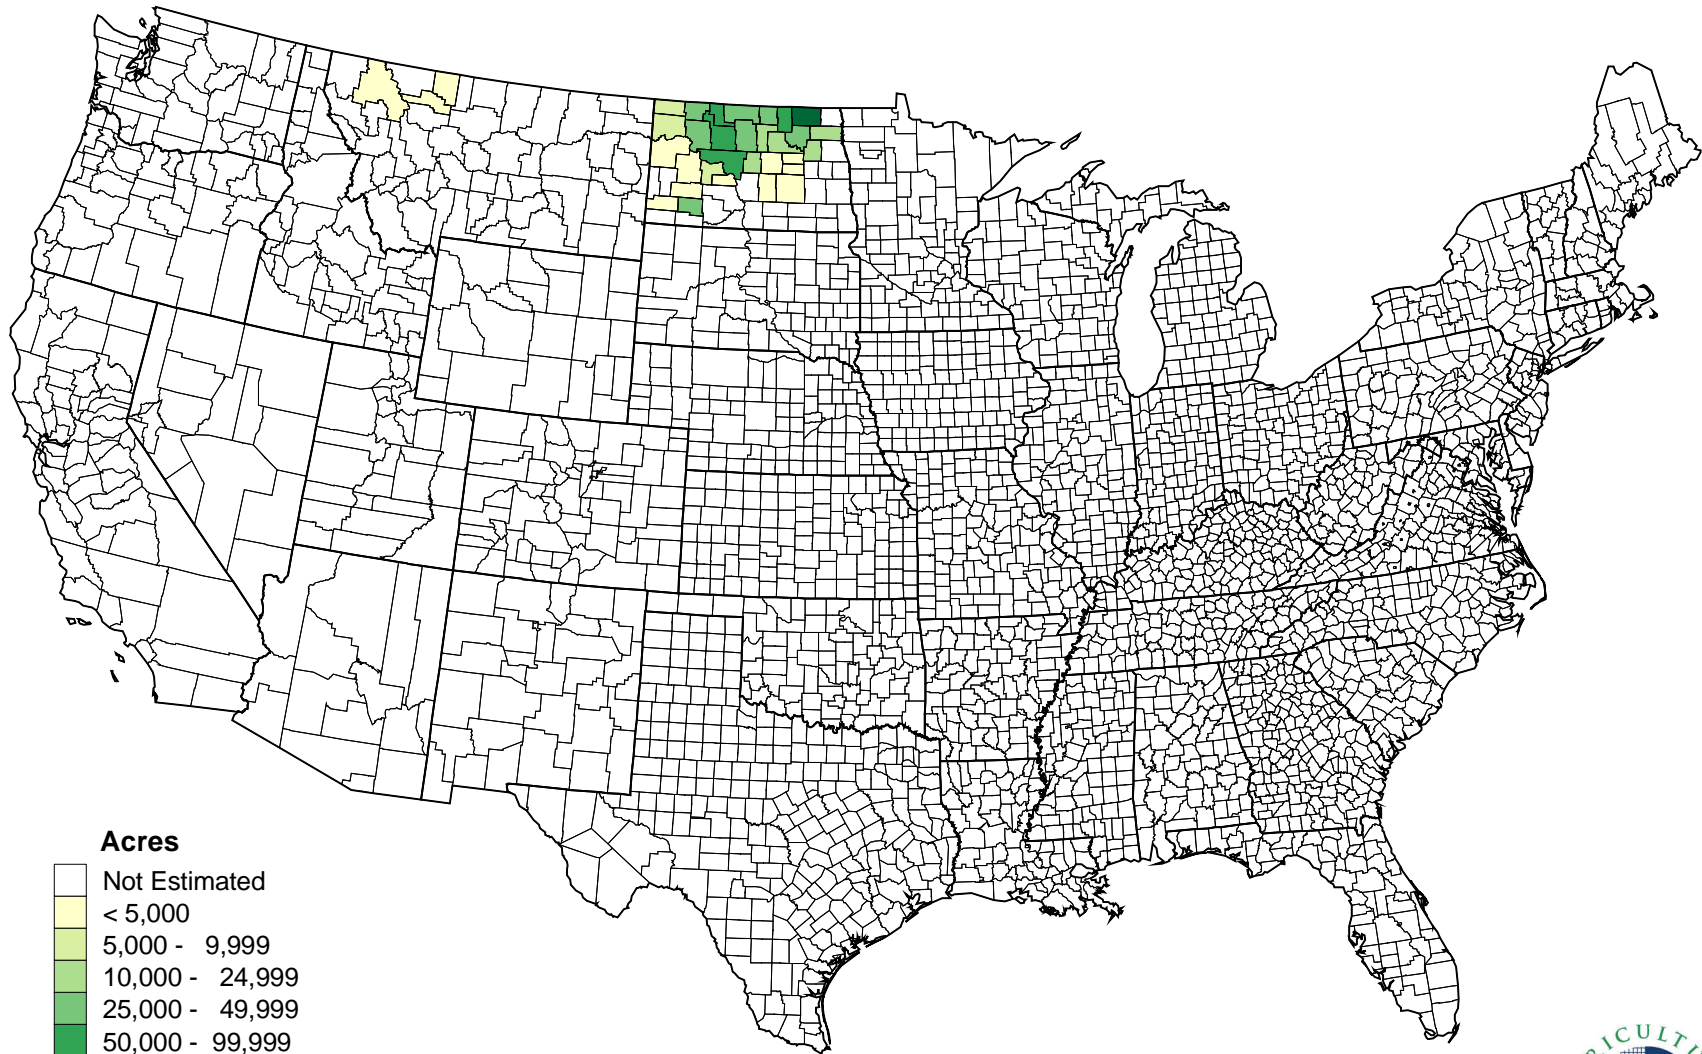 Acres
Not Estimated
< 5,000
5,000 - 9,999
10,000 - 24,999
25,000 - 49,999
50,000 - 99,999